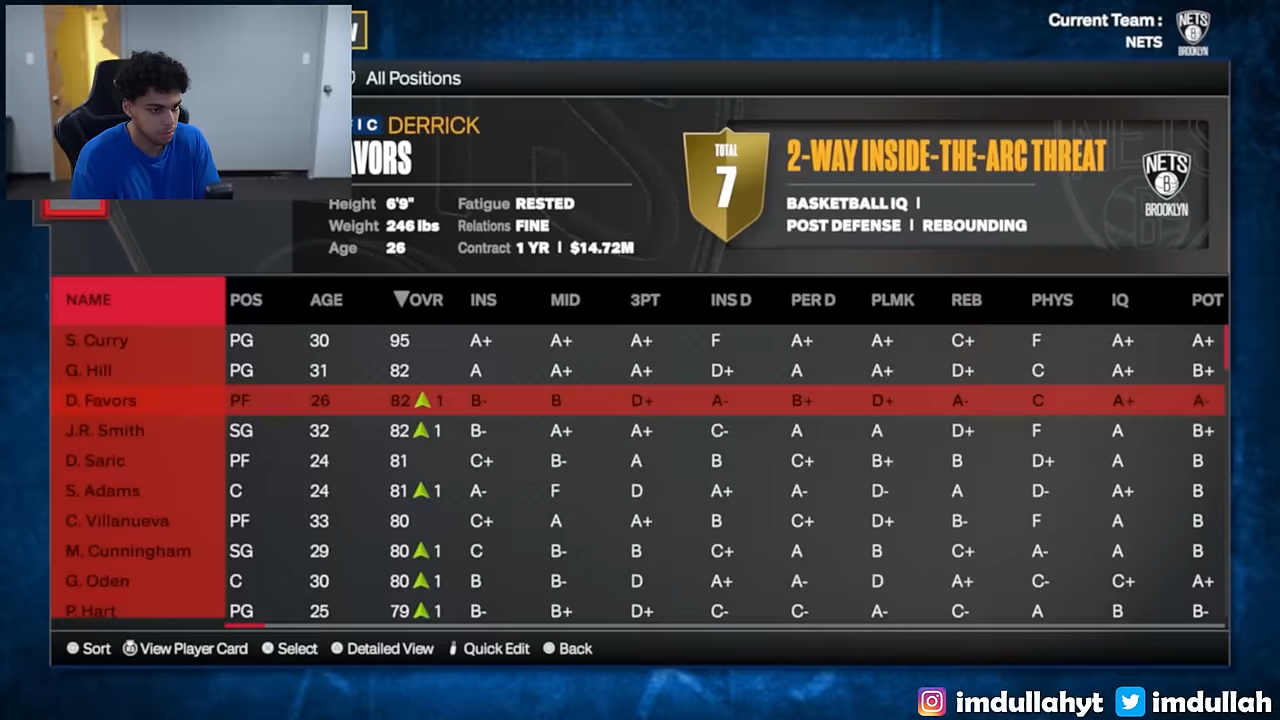 Current Team :
NETS
BROOKLYN
All Positions
DERRICK
AVORS
Height 6'9" Fatigue RESTED
Weight 246 lbs Relations FINE
Age 26 Contract 1 YR | $14.72M
TOTAL
7
2-WAY INSIDE-THE-ARC THREAT
BASKETBALL IQ |
POST DEFENSE | REBOUNDING
NETS
BROOKLYN
NAME POS AGE OVR INS MID 3PT INS D PER D PLMK REB PHYS IQ POT
S. Curry PG 30 95 A+ A+ A+ F A+ A+ C+ F A+ A+
G. Hill PG 31 82 A A+ A+ D+ A A+ D+ C A+ B+
D. Favors PF 26 82 1 B- B D+ A- B+ D+ A- C A+ A-
J.R. Smith SG 32 82 1 B- A+ A+ C- A A D+ F A B+
D. Saric PF 24 81 C+ B- A B C+ B+ B D+ A B
S. Adams C 24 81 1 A- F D A+ A- D- A D- A+ B
C. Villanueva PF 33 80 C+ A A+ B C+ D+ B- F A B
M. Cunningham SG 29 80 1 C B- B C+ A B C+ A- A B
G. Oden C 30 80 1 B B- D A+ A- D A+ C- C+ A+
P. Hart PG 25 79 1 B- B+ D+ C- C- A- C- A B B-
Sort View Player Card Select Detailed View Quick Edit Back
imdullahyt imdullah